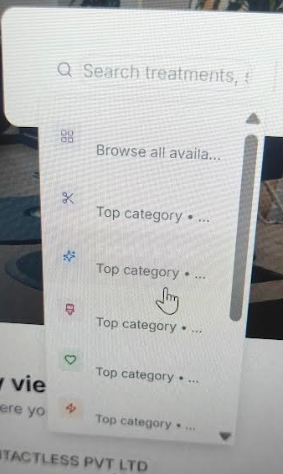 Search treatments, s
Browse all availa...
Top category • ...
Top category • ...
Top category • ...
Top category • ...
Top category • ...
y vie
ere yo
NTACTLESS PVT LTD